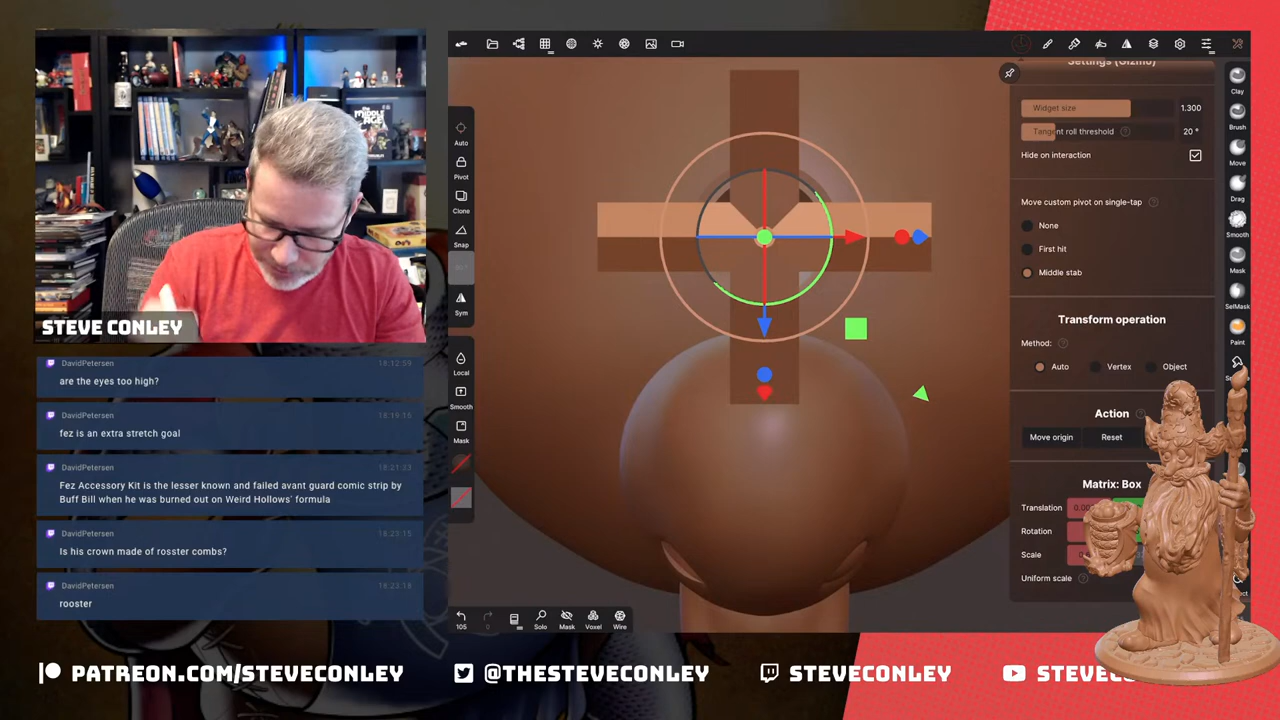 STEVE CONLEY
DavidPetersen 18:12:59
are the eyes too high?
DavidPetersen 18:19:15
fez is an extra stretch goal
DavidPetersen 18:21:33
Fez Accessory Kit is the lesser known and failed avant guard comic strip by
Buff Bill when he was burned out on Weird Hollows' formula
DavidPetersen 18:23:15
Is his crown made of rosster combs?
DavidPetersen 18:23:18
rooster
Auto
Pivot
Clone
Snap
Sym
Local
Smooth
Mask
105
0
Solo
Mask
Voxel
Wire
Settings (Gizmo)
Widget size 1.300
Tangent roll threshold 20 °
Hide on interaction
Move custom pivot on single-tap
None
First hit
Middle stab
Transform operation
Method:
Auto Vertex Object
Action
Move origin Reset
Matrix: Box
Translation
Rotation
Scale
Uniform scale
Clay
Brush
Move
Drag
Smooth
Mask
SelMask
Paint
PATREON.COM/STEVECONLEY
@THESTEVECONLEY
STEVECONLEY
STEVEC